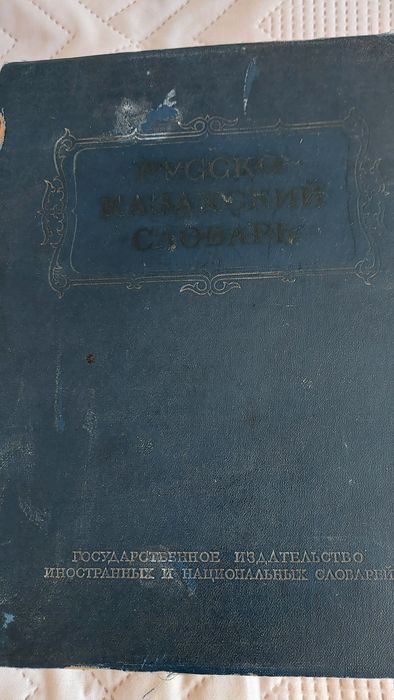 РУССКО-
КАЗАХСКИЙ
СЛОВАРЬ
ГОСУДАРСТВЕННОЕ ИЗДАТЕЛЬСТВО
ИНОСТРАННЫХ И НАЦИОНАЛЬНЫХ СЛОВАРЕЙ